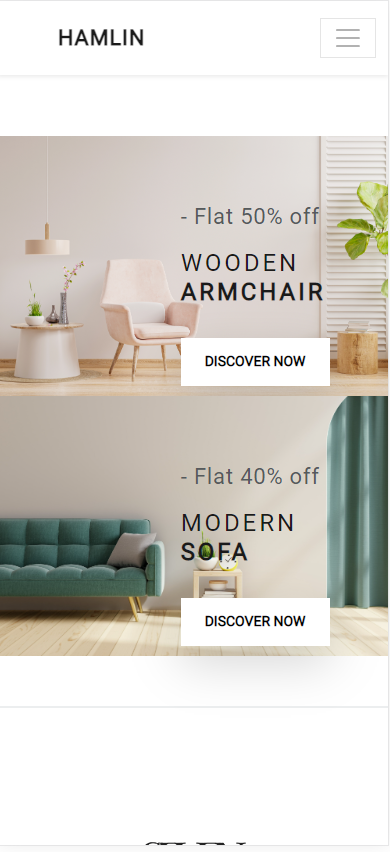 HAMLIN
- Flat 50% off
WOODEN
ARMCHAIR
DISCOVER NOW
- Flat 40% off
MODERN
SOFA
DISCOVER NOW